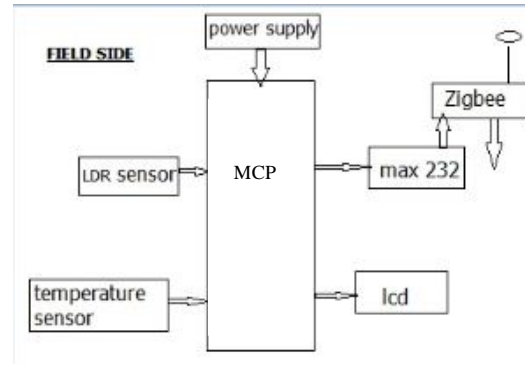 power supply
FIELD SIDE
Zigbee
LDR sensor
MCP
max 232
temperature
sensor
lcd